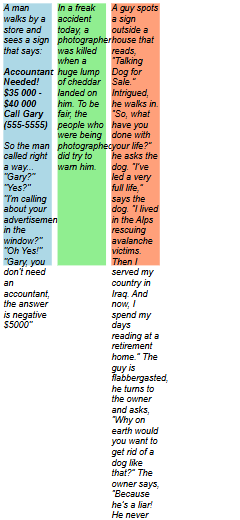 A man
walks by a
store and
sees a sign
that says:
Accountant
Needed!
$35 000 -
$40 000
Call Gary
(555-5555)
So the man
called right
a way...
"Gary?"
"Yes?"
"I'm calling
about your
advertisemen
in the
window?"
"Oh Yes!"
"Gary, you
don't need
an
accountant,
the answer
is negative
$5000"
In a freak
accident
today, a
photographer
was killed
when a
huge lump
of cheddar
landed on
him. To be
fair, the
people who
were being
photographed
did try to
warn him.
A guy spots
a sign
outside a
house that
reads,
"Talking
Dog for
Sale."
Intrigued,
he walks in.
"So, what
have you
done with
your life?"
he asks the
dog. "I've
led a very
full life,"
says the
dog. "I lived
in the Alps
rescuing
avalanche
victims.
Then I
served my
country in
Iraq. And
now, I
spend my
days
reading at a
retirement
home." The
guy is
flabbergasted,
he turns to
the owner
and asks,
"Why on
earth would
you want to
get rid of a
dog like
that?" The
owner says,
"Because
he's a liar!
He never